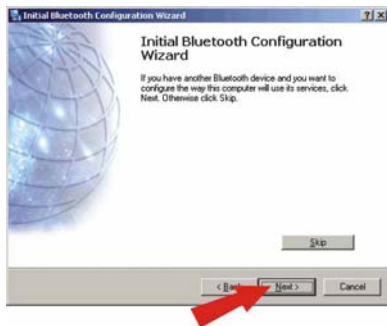 Initial Bluetooth Configuration Wizard
Initial Bluetooth Configuration
Wizard
If you have another Bluetooth device and you want to
configure the way this computer will use its services, click
Next. Otherwise click Skip.
Skip
< Next > Cancel